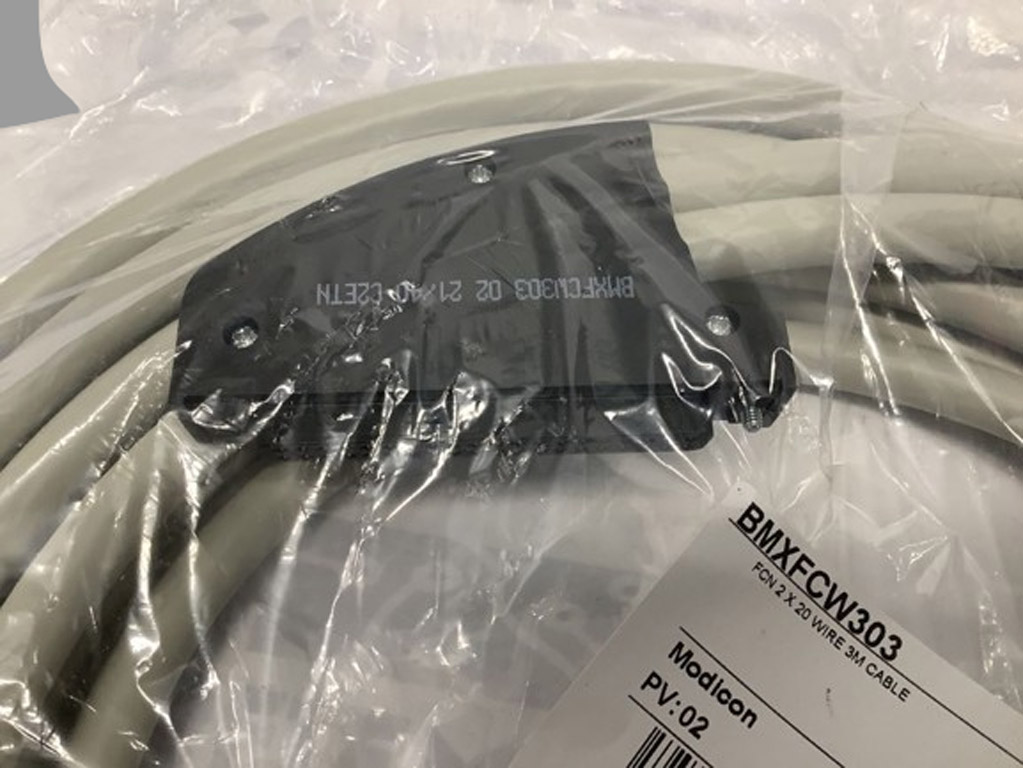 BMXFCW303 02 21/40 C2ETN
BMXFCW303
FCN 2 X 20 WIRE 3M CABLE
Modicon
PV:02